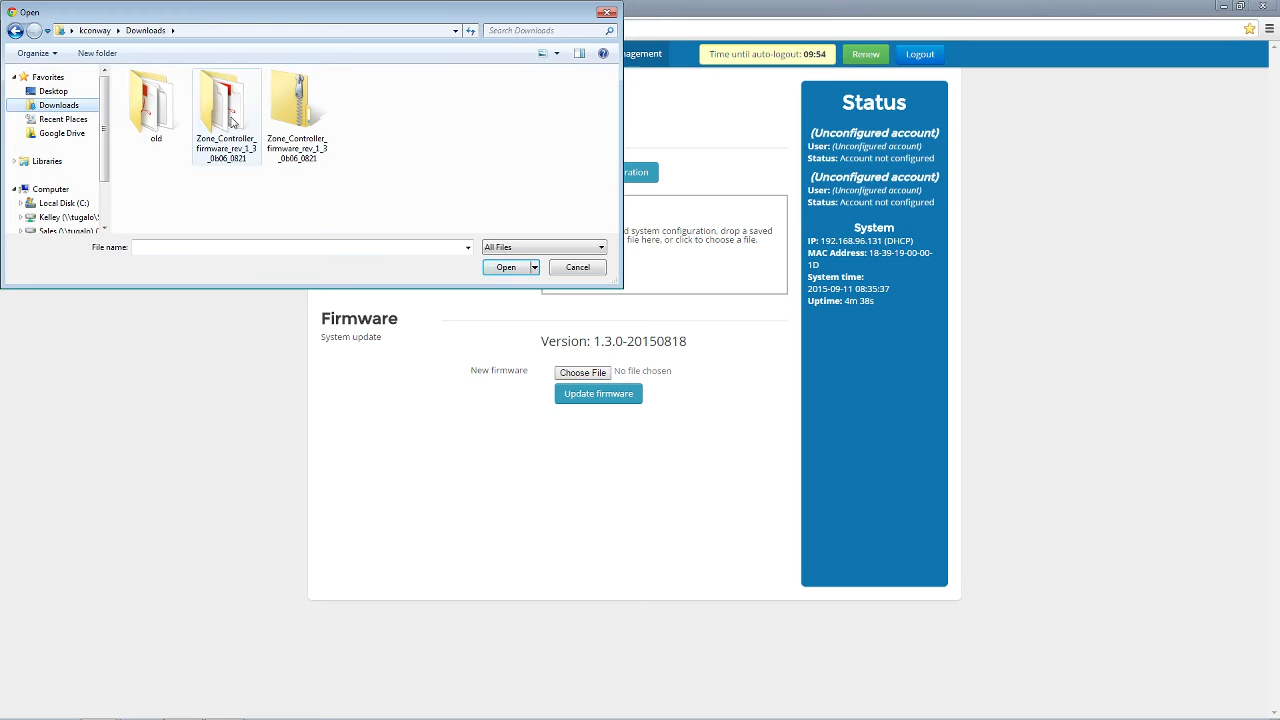 Open
kconway
Downloads
Search Downloads
Organize
New folder
Favorites
Desktop
Downloads
Recent Places
Google Drive
Libraries
Computer
Local Disk (C:)
Kelley (\\tugalo\S
old
Zone_Controller_
firmware_rev_1_3
_0b06_0821
Zone_Controller_
firmware_rev_1_3
_0b06_0821
File name:
All Files
Open
Cancel
nagement
Time until auto-logout: 09:54
Renew
Logout
ration
d system configuration, drop a saved
file here, or click to choose a file.
Firmware
System update
Version: 1.3.0-20150818
New firmware
Choose File
No file chosen
Update firmware
Status
(Unconfigured account)
User: (Unconfigured account)
Status: Account not configured
(Unconfigured account)
User: (Unconfigured account)
Status: Account not configured
System
IP: 192.168.96.131 (DHCP)
MAC Address: 18-39-19-00-00-
1D
System time:
2015-09-11 08:35:37
Uptime: 4m 38s